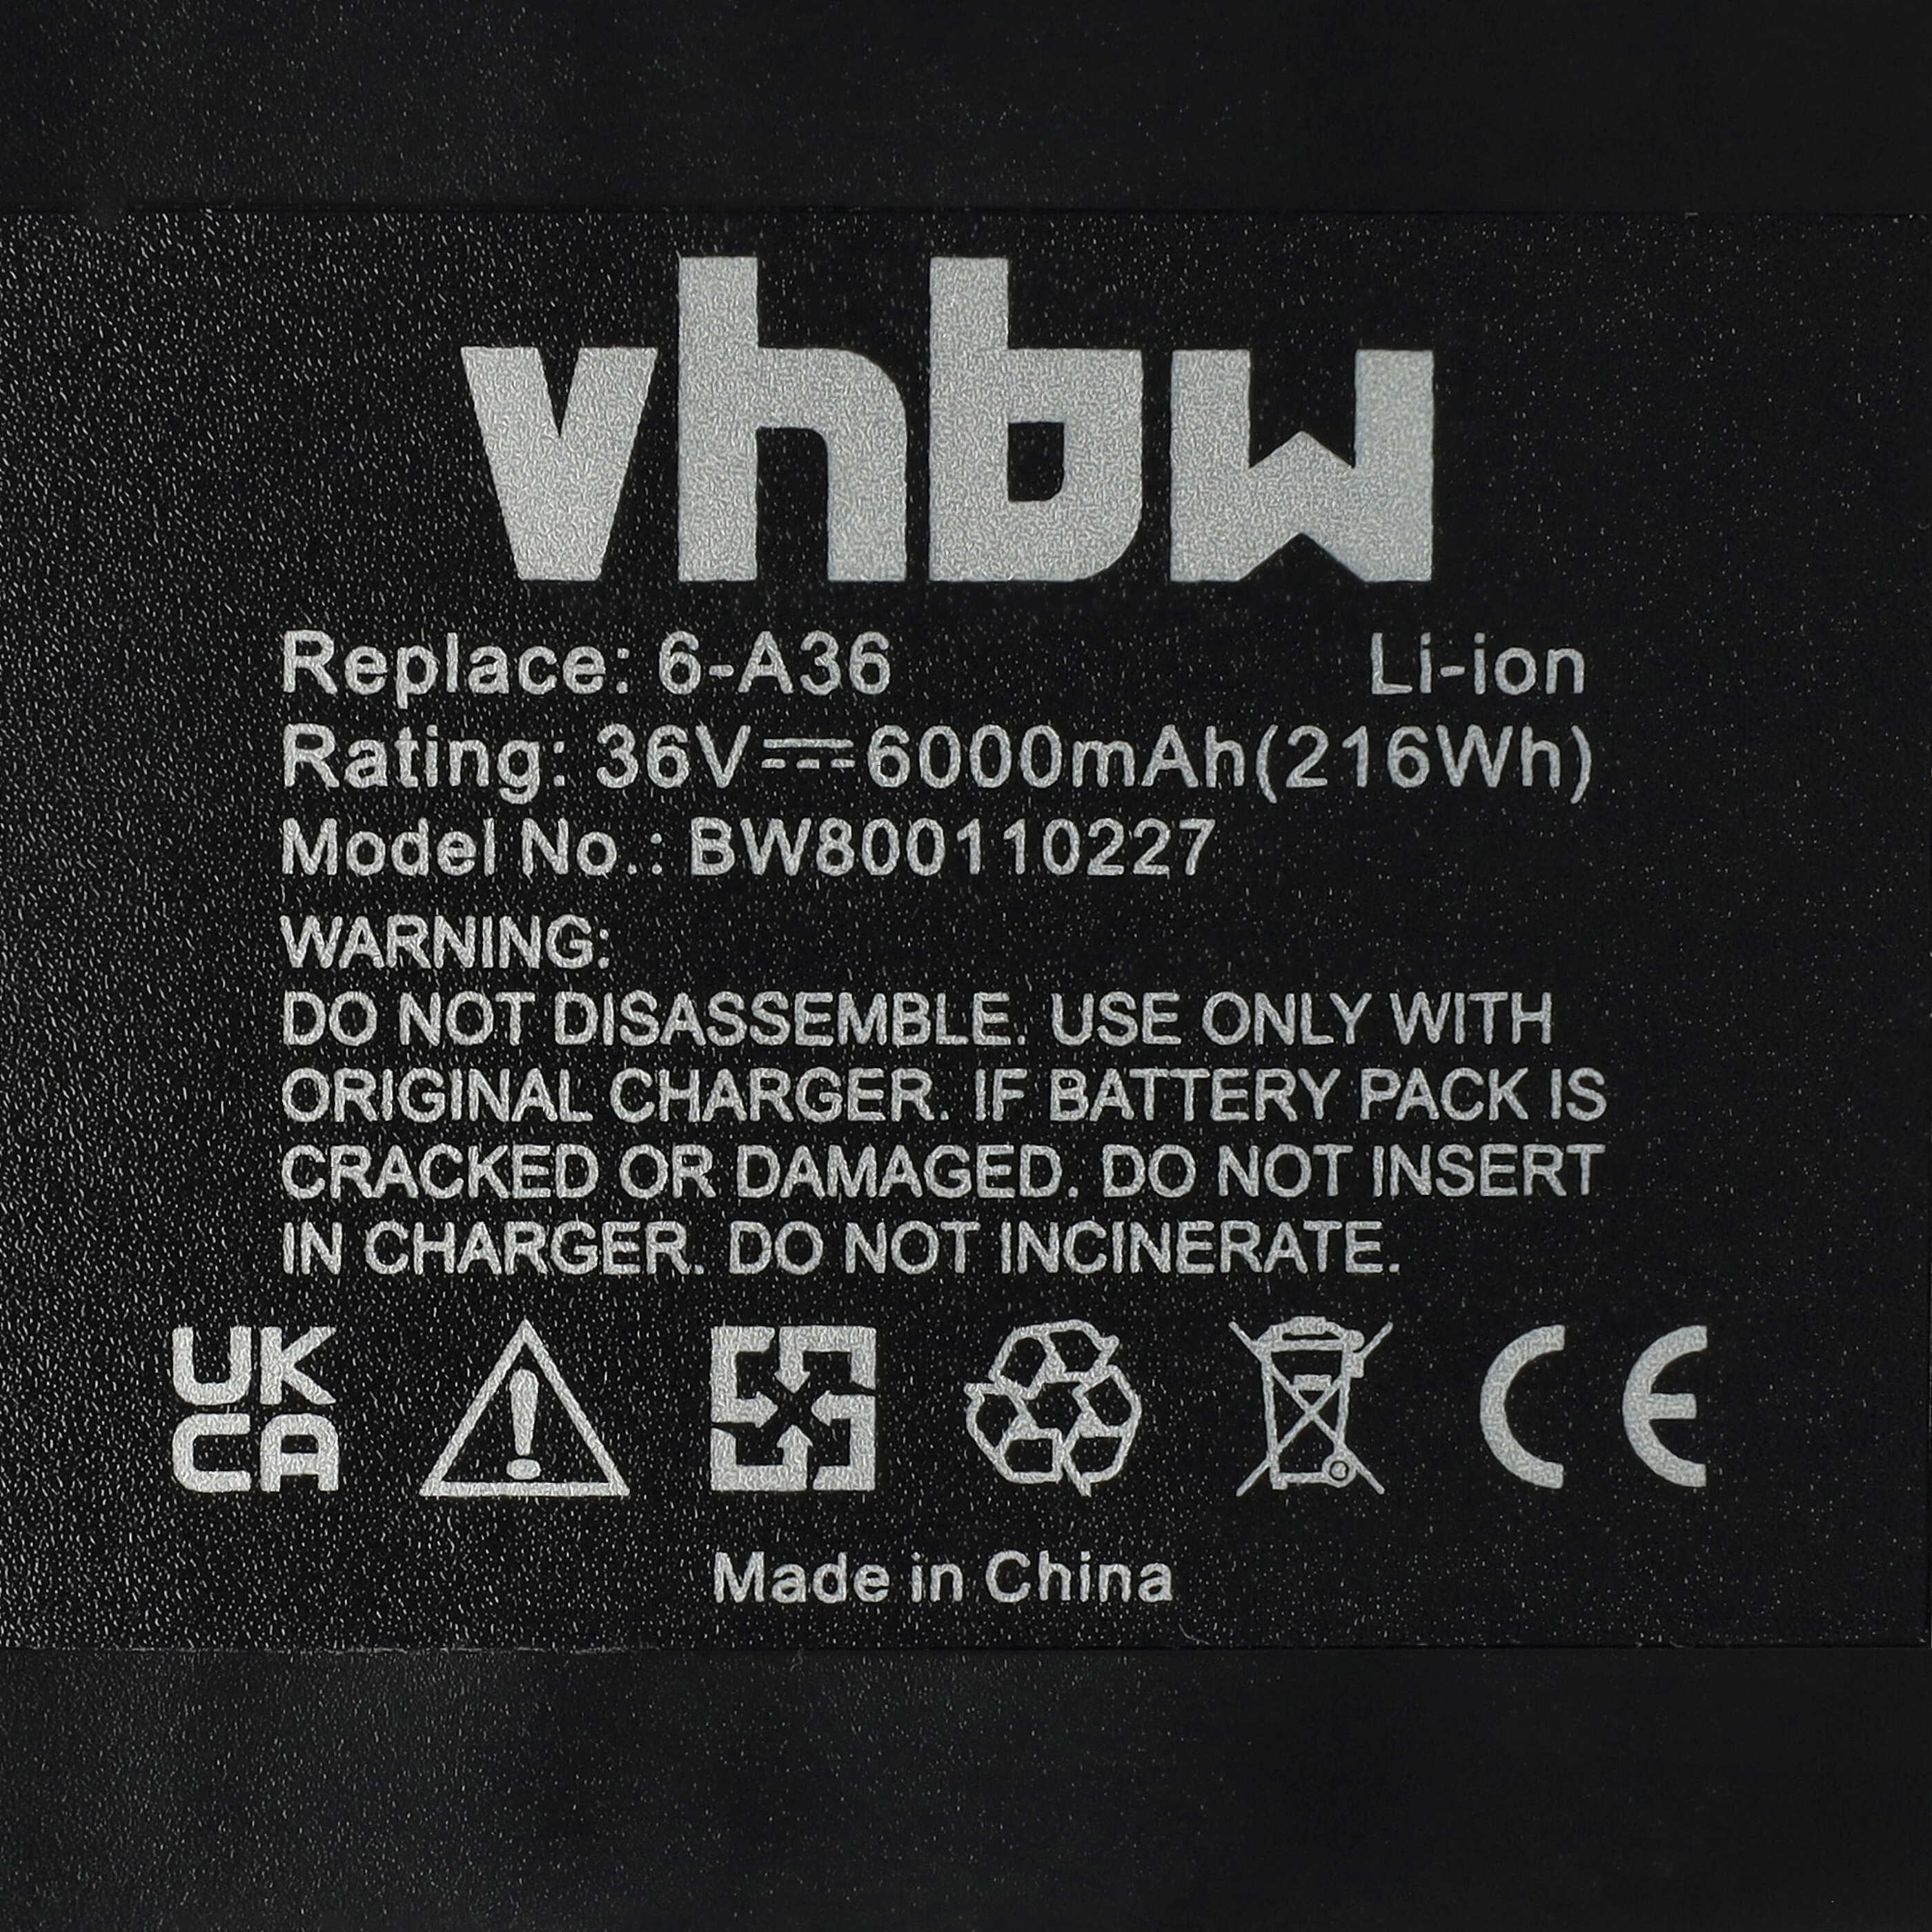 vhbw
Replace: 6-A36 Li-ion
Rating: 36V⎓6000mAh(216Wh)
Model No.: BW800110227
WARNING:
DO NOT DISASSEMBLE. USE ONLY WITH
ORIGINAL CHARGER. IF BATTERY PACK IS
CRACKED OR DAMAGED. DO NOT INSERT
IN CHARGER. DO NOT INCINERATE.
UK
CA
CE
Made in China